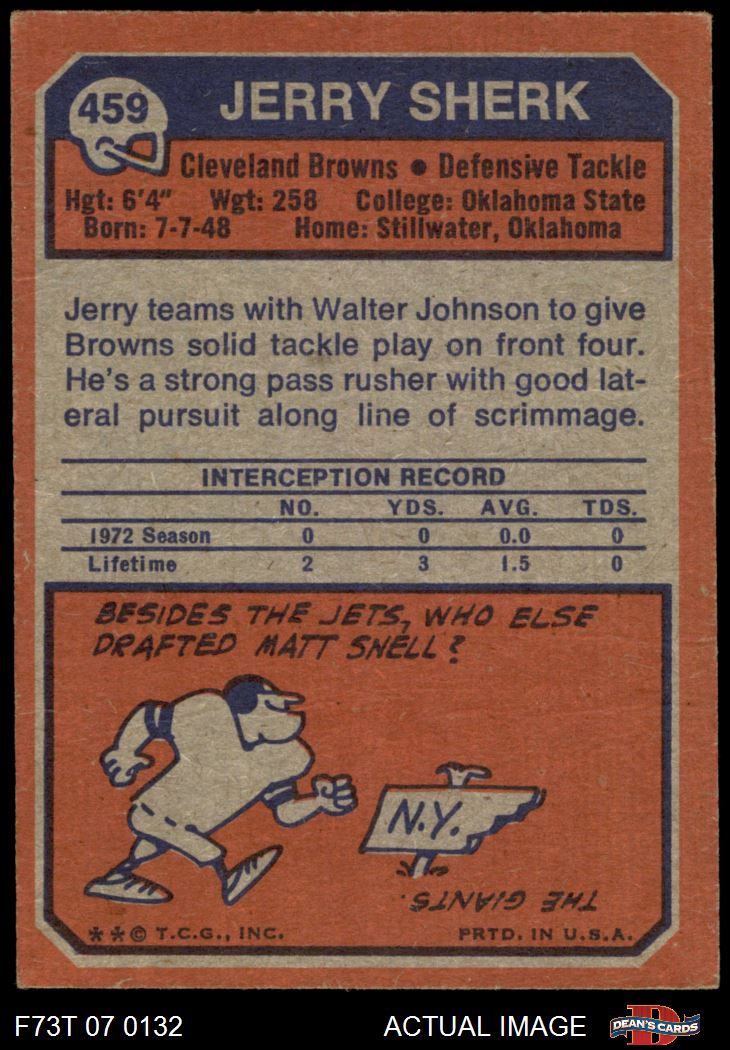 459
JERRY SHERK
Cleveland Browns ● Defensive Tackle
Hgt: 6'4" Wgt: 258 College: Oklahoma State
Born: 7-7-48 Home: Stillwater, Oklahoma
Jerry teams with Walter Johnson to give
Browns solid tackle play on front four.
He's a strong pass rusher with good lat-
eral pursuit along line of scrimmage.
INTERCEPTION RECORD
NO. YDS. AVG. TDS.
1972 Season 0 0 0.0 0
Lifetime 2 3 1.5 0
BESIDES THE JETS, WHO ELSE
DRAFTED MATT SNELL?
N.Y.
THE GIANTS.
**© T.C.G., INC. PRTD. IN U.S.A.
F73T 07 0132 ACTUAL IMAGE
D
DEAN'S CARDS